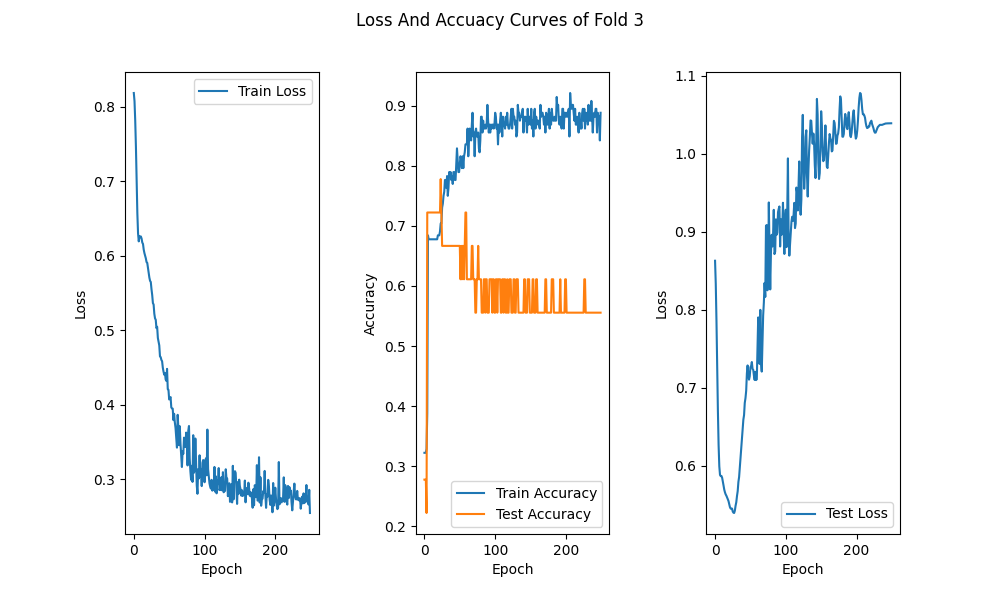 Loss And Accuacy Curves of Fold 3
Loss
0.8
0.7
0.6
0.5
0.4
0.3
Train Loss
0 100 200
Epoch
Accuracy
0.9
0.8
0.7
0.6
0.5
0.4
0.3
0.2
Train Accuracy
Test Accuracy
0 100 200
Epoch
Loss
1.1
1.0
0.9
0.8
0.7
0.6
Test Loss
0 100 200
Epoch